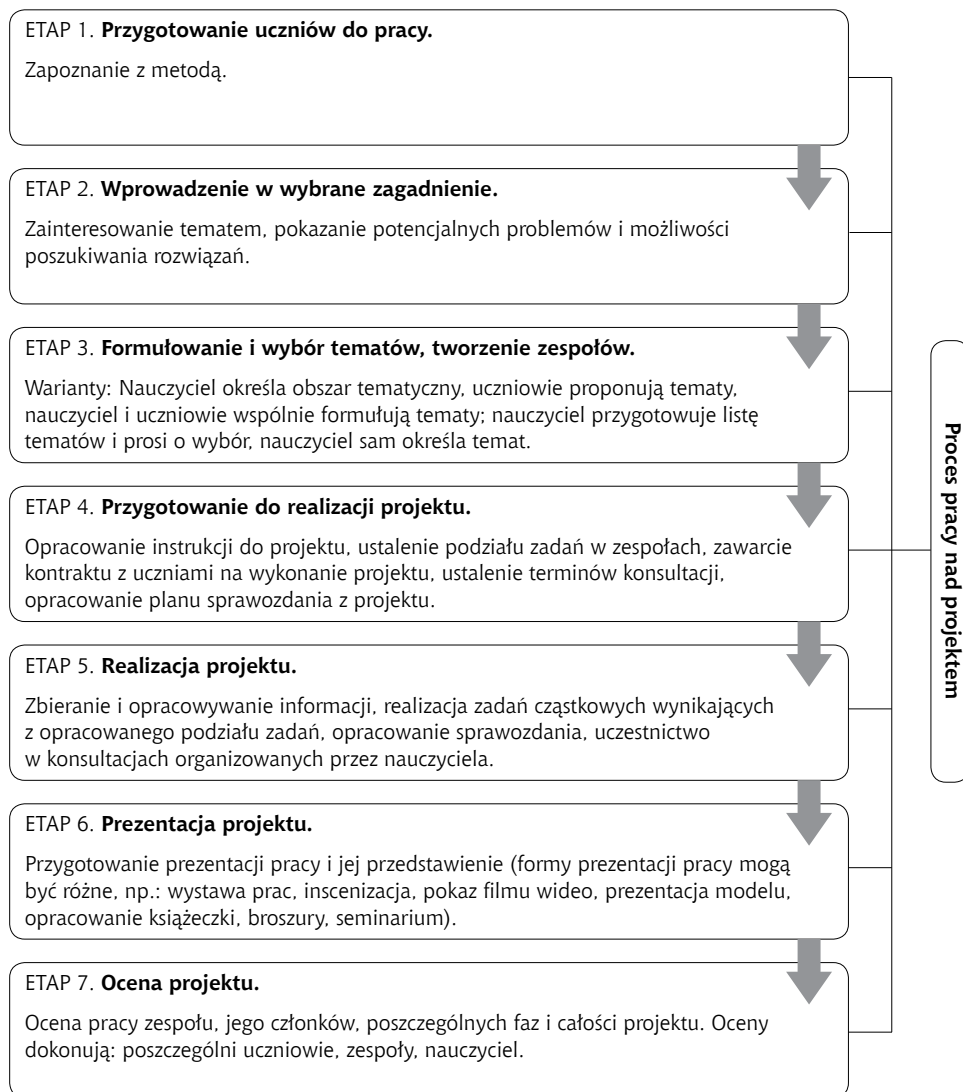 ETAP 1. Przygotowanie uczniów do pracy.
Zapoznanie z metodą.
ETAP 2. Wprowadzenie w wybrane zagadnienie.
Zainteresowanie tematem, pokazanie potencjalnych problemów i możliwości
poszukiwania rozwiązań.
ETAP 3. Formułowanie i wybór tematów, tworzenie zespołów.
Warianty: Nauczyciel określa obszar tematyczny, uczniowie proponują tematy,
nauczyciel i uczniowie wspólnie formułują tematy; nauczyciel przygotowuje listę
tematów i prosi o wybór, nauczyciel sam określa temat.
ETAP 4. Przygotowanie do realizacji projektu.
Opracowanie instrukcji do projektu, ustalenie podziału zadań w zespołach, zawarcie
kontraktu z uczniami na wykonanie projektu, ustalenie terminów konsultacji,
opracowanie planu sprawozdania z projektu.
ETAP 5. Realizacja projektu.
Zbieranie i opracowywanie informacji, realizacja zadań cząstkowych wynikających
z opracowanego podziału zadań, opracowanie sprawozdania, uczestnictwo
w konsultacjach organizowanych przez nauczyciela.
ETAP 6. Prezentacja projektu.
Przygotowanie prezentacji pracy i jej przedstawienie (formy prezentacji pracy mogą
być różne, np.: wystawa prac, inscenizacja, pokaz filmu wideo, prezentacja modelu,
opracowanie książeczki, broszury, seminarium).
ETAP 7. Ocena projektu.
Ocena pracy zespołu, jego członków, poszczególnych faz i całości projektu. Oceny
dokonują: poszczególni uczniowie, zespoły, nauczyciel.
Proces pracy nad projektem